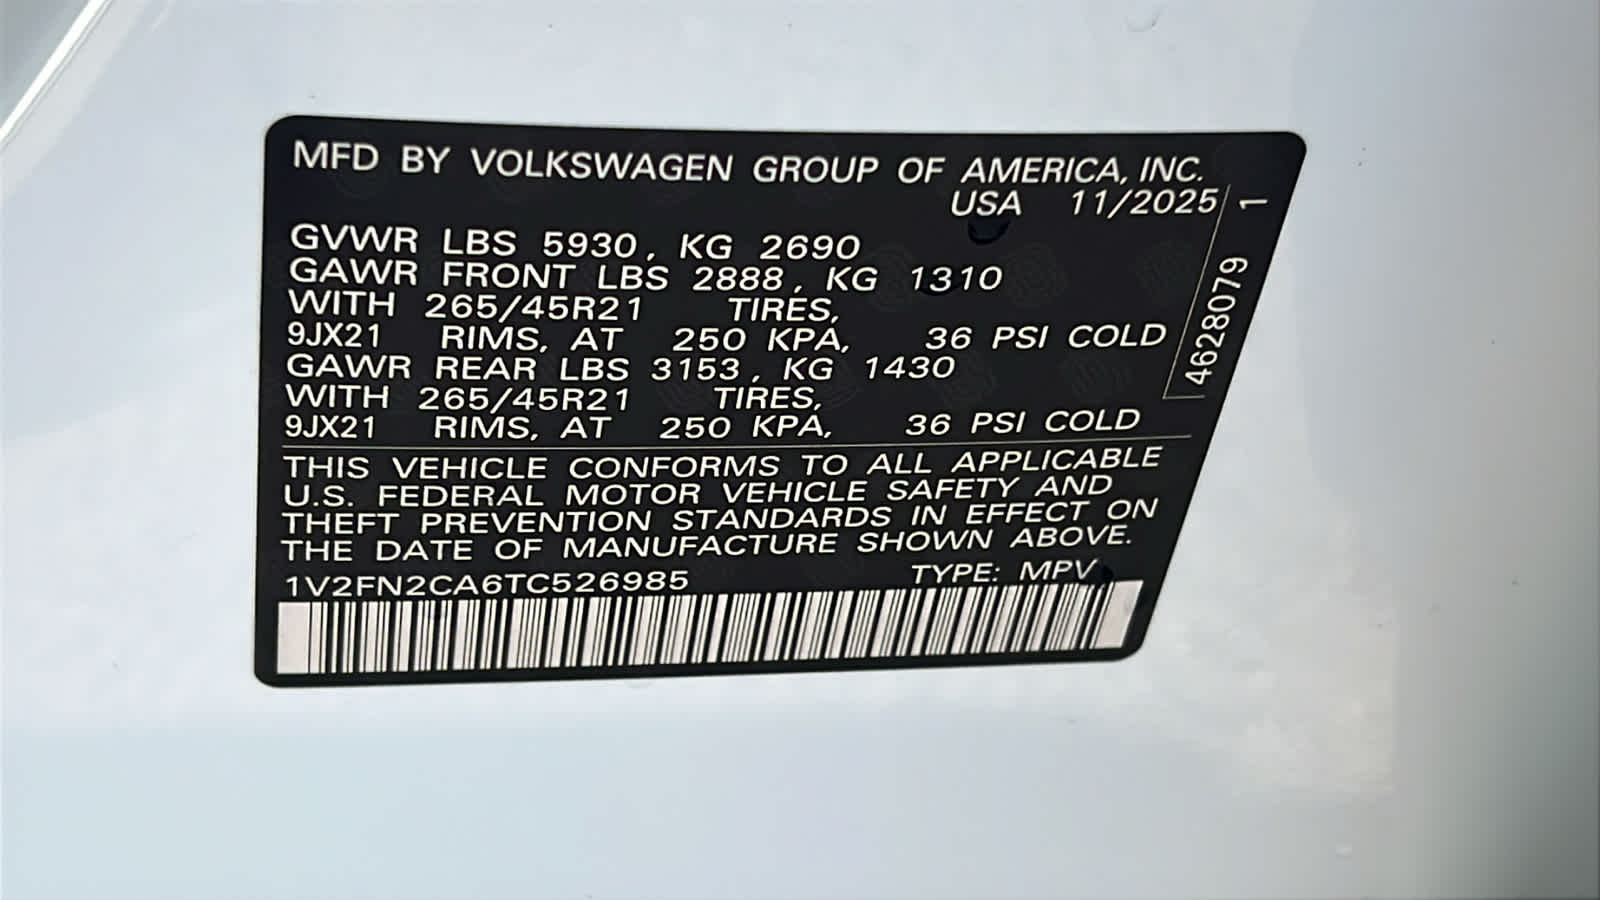 MFD BY VOLKSWAGEN GROUP OF AMERICA, INC.
USA 11/2025
GVWR LBS 5930, KG 2690
GAWR FRONT LBS 2888, KG 1310
WITH 265/45R21 TIRES,
9JX21 RIMS, AT 250 KPA, 36 PSI COLD
GAWR REAR LBS 3153, KG 1430
WITH 265/45R21 TIRES,
9JX21 RIMS, AT 250 KPA, 36 PSI COLD
THIS VEHICLE CONFORMS TO ALL APPLICABLE
U.S. FEDERAL MOTOR VEHICLE SAFETY AND
THEFT PREVENTION STANDARDS IN EFFECT ON
THE DATE OF MANUFACTURE SHOWN ABOVE.
1V2FN2CA6TC526985 TYPE: MPV
4628079 1